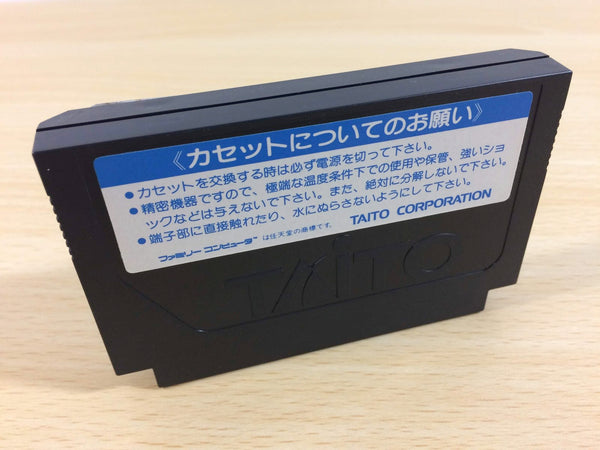 《カセットについてのお願い》
●カセットを交換する時は必ず電源を切って下さい。
●精密機器ですので、極端な温度条件下での使用や保管、強いショ
ックなどは与えないで下さい。また、絶対に分解しないで下さい。
●端子部に直接触れたり、水にぬらさないようにして下さい。
ファミリーコンピュータ™は任天堂の商標です。 TAITO CORPORATION
TAITO